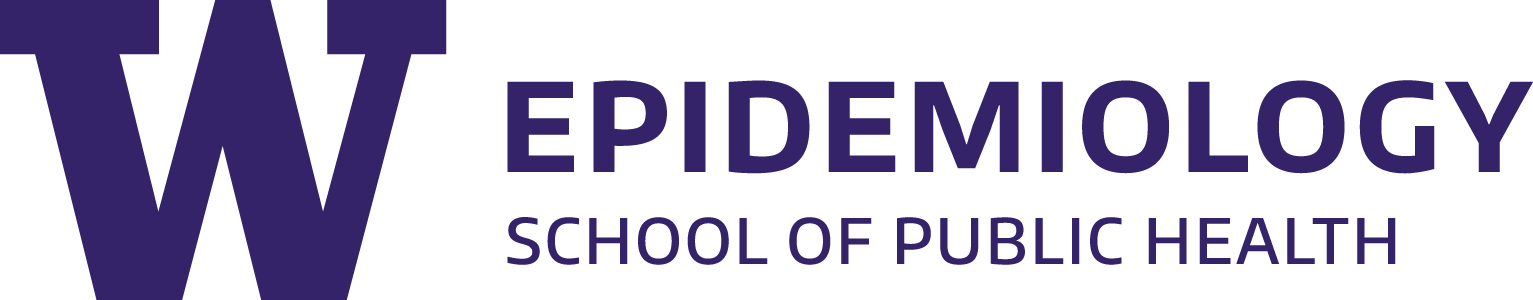 W
EPIDEMIOLOGY
SCHOOL OF PUBLIC HEALTH